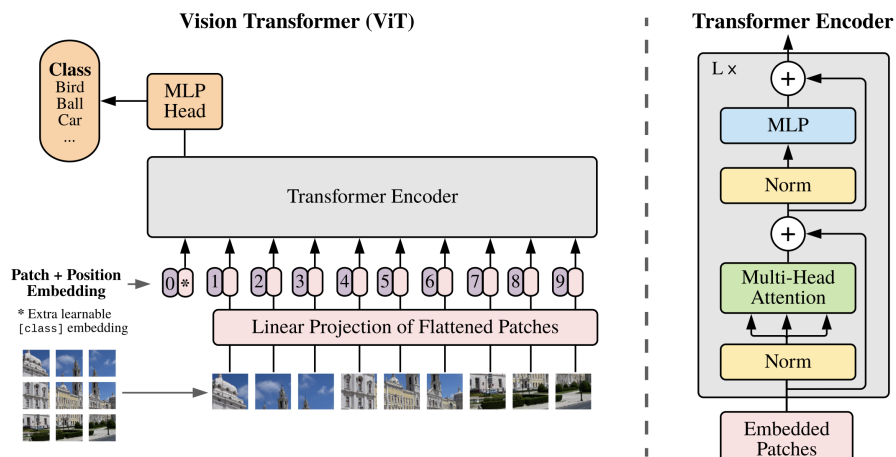 Vision Transformer (ViT)
Class
Bird
Ball
Car
...
MLP
Head
Transformer Encoder
Patch + Position
Embedding
0 * 1 2 3 4 5 6 7 8 9
* Extra learnable
[class] embedding
Linear Projection of Flattened Patches
Transformer Encoder
L x
+
MLP
Norm
+
Multi-Head
Attention
Norm
Embedded
Patches